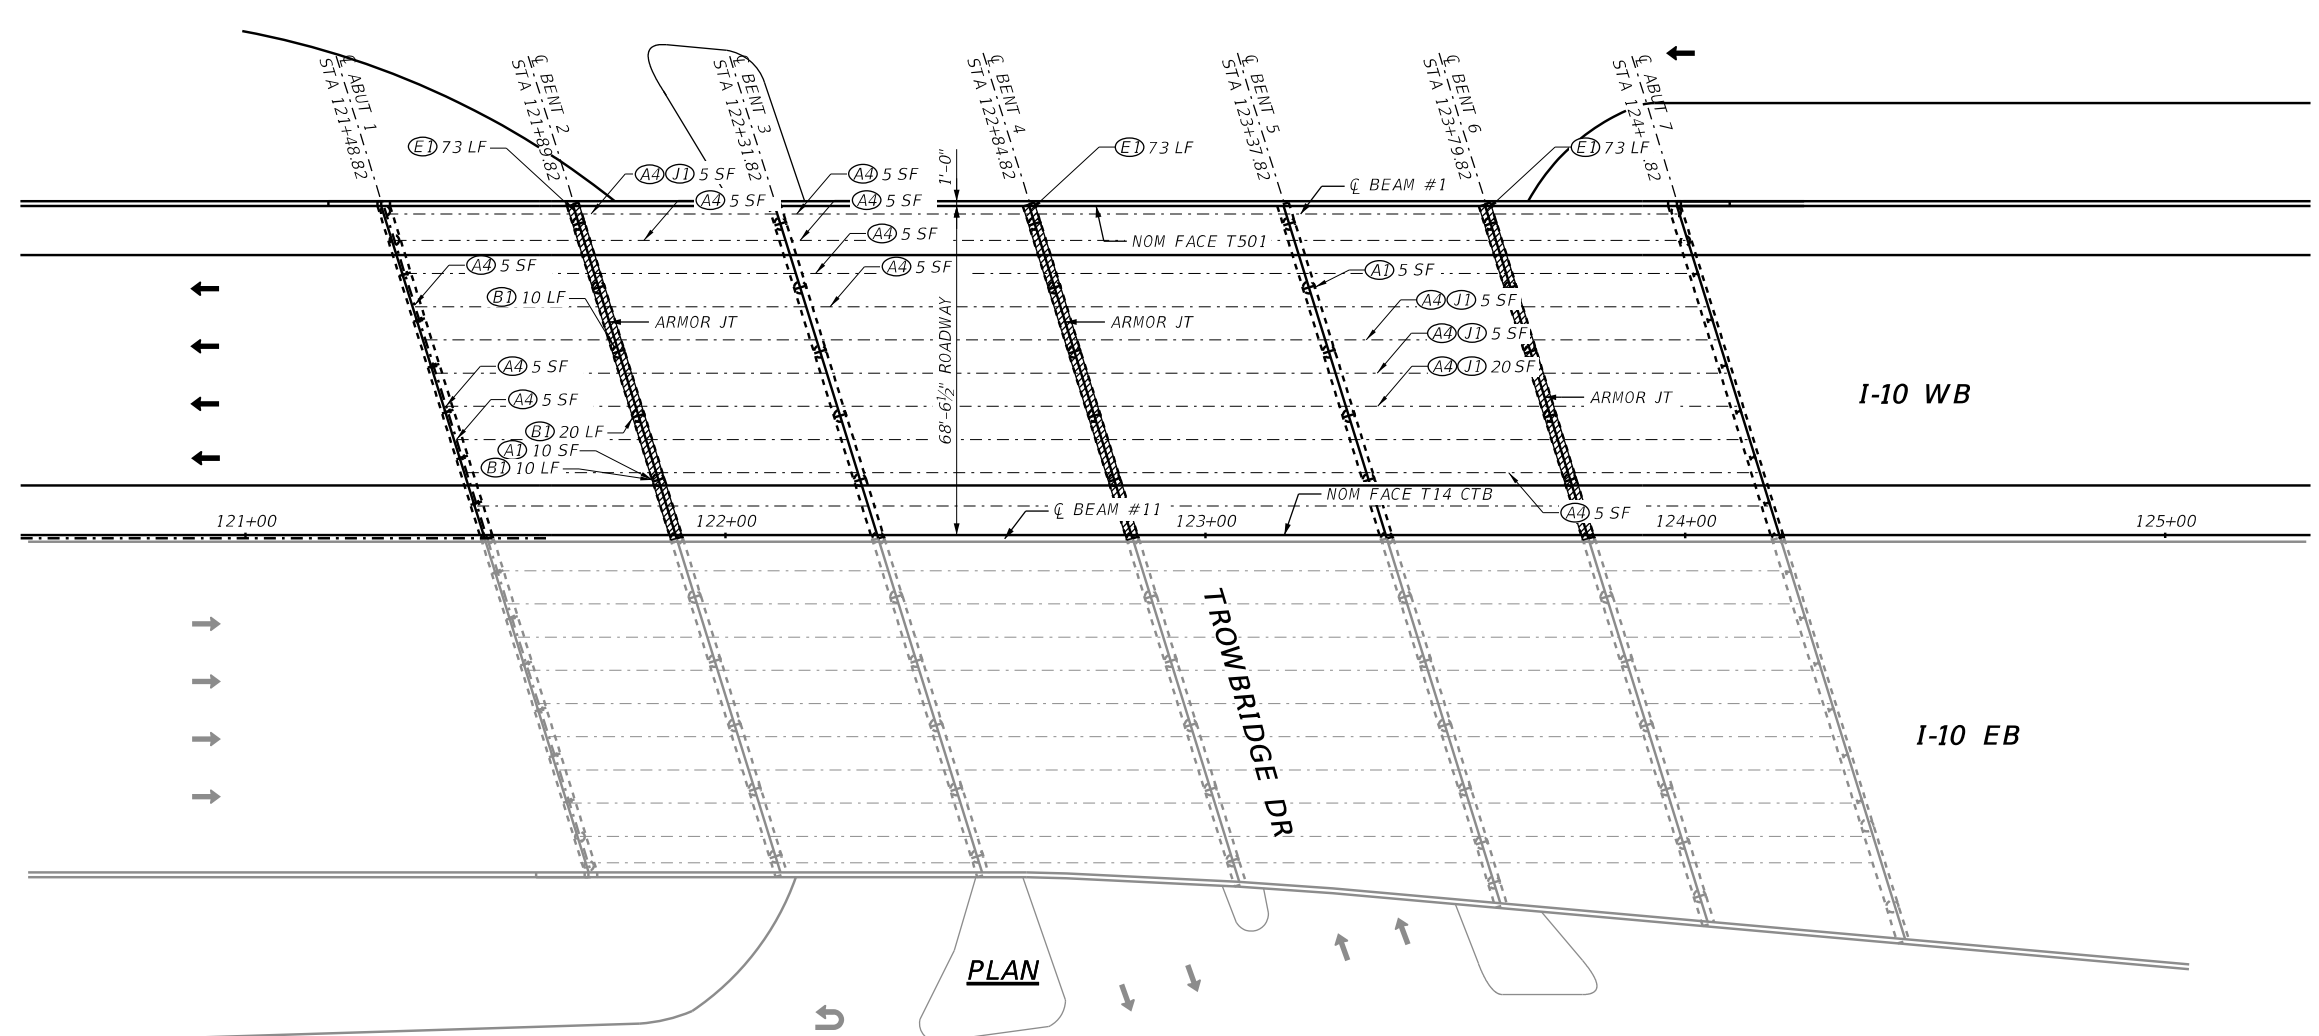 ℄ ABUT 1
STA 121+48.82
℄ BENT 2
STA 121+89.82
℄ BENT 3
STA 122+31.82
℄ BENT 4
STA 122+84.82
℄ BENT 5
STA 123+37.82
℄ BENT 6
STA 123+79.82
℄ ABUT 7
STA 124+ .82
E1 73 LF
A4 J1 5 SF
A4 5 SF
A4 5 SF
A4 5 SF
A4 5 SF
A4 5 SF
1'-0"
E1 73 LF
E1 73 LF
℄ BEAM #1
NOM FACE T501
A4 5 SF
B1 10 LF
ARMOR JT
ARMOR JT
A1 5 SF
A4 J1 5 SF
A4 J1 5 SF
A4 J1 20 SF
68'-6½" ROADWAY
A4 5 SF
A4 5 SF
B1 20 LF
A1 10 SF
B1 10 LF
ARMOR JT
I-10 WB
NOM FACE T14 CTB
℄ BEAM #11
A4 5 SF
121+00
122+00
123+00
124+00
125+00
TROWBRIDGE DR
I-10 EB
PLAN